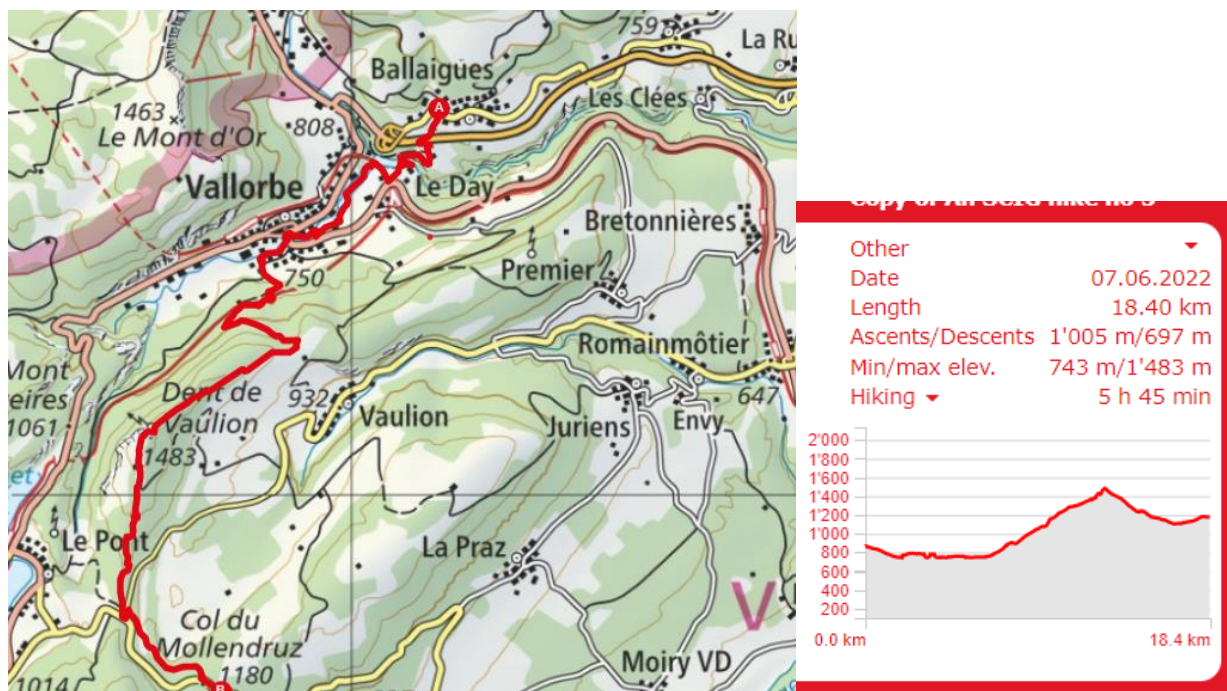 759
La Ru
Ballaigues
A
Les Clées
1463
Le Mont d'Or
808
Vallorbe
Le Day
Bretonnières
750
Premier
Romainmôtier
Mont
Dent de
932
647
eires
Vaulion
Envy
1061
Vaulion
Juriens
1483
et
Le Pont
La Praz
V
Col du
Mollendruz
1180
Moiry VD
1014
B
Other
Date 07.06.2022
Length 18.40 km
Ascents/Descents 1'005 m/697 m
Min/max elev. 743 m/1'483 m
Hiking 5 h 45 min
2'000
1'800
1'600
1'400
1'200
1'000
800
600
400
200
0.0 km 18.4 km